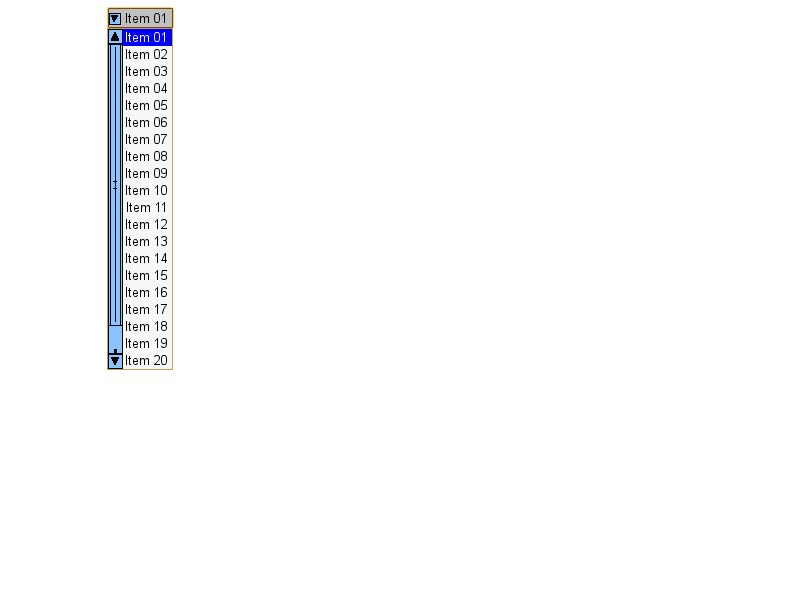 Item 01
Item 01
Item 02
Item 03
Item 04
Item 05
Item 06
Item 07
Item 08
Item 09
Item 10
Item 11
Item 12
Item 13
Item 14
Item 15
Item 16
Item 17
Item 18
Item 19
Item 20